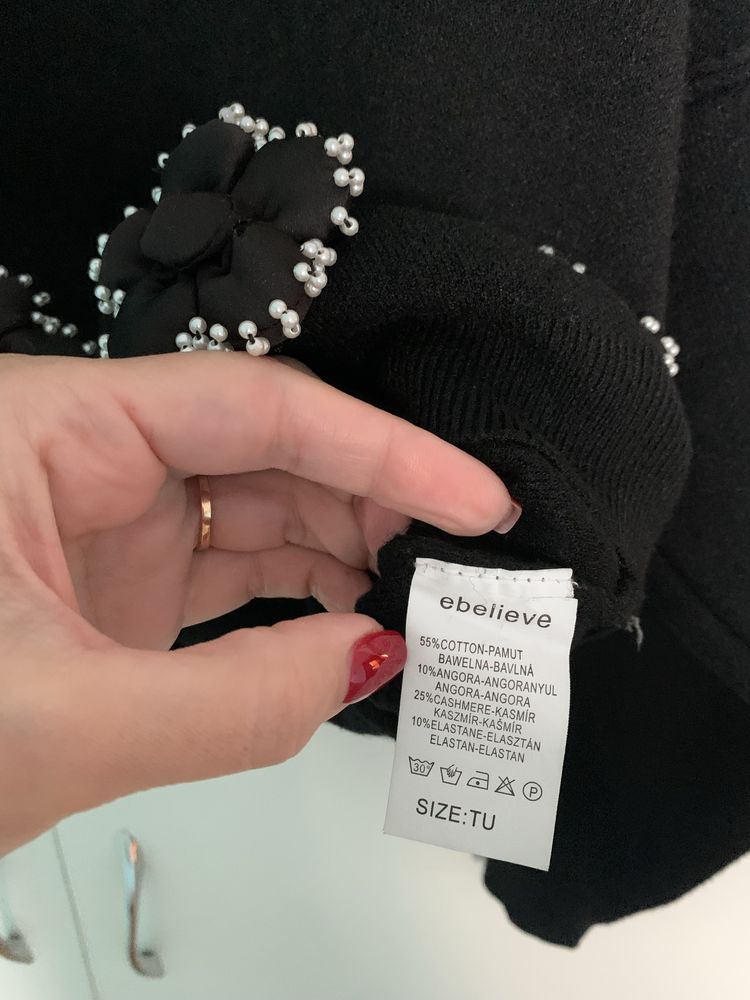 ebelieve
55%COTTON-PAMUT
BAWELNA-BAVLNÁ
10%ANGORA-ANGORANYUL
ANGORA-ANGORA
25%CASHMERE-KASMÍR
KASZMÍR-KAŠMÍR
10%ELASTANE-ELASZTÁN
ELASTAN-ELASTAN
30° P
SIZE:TU